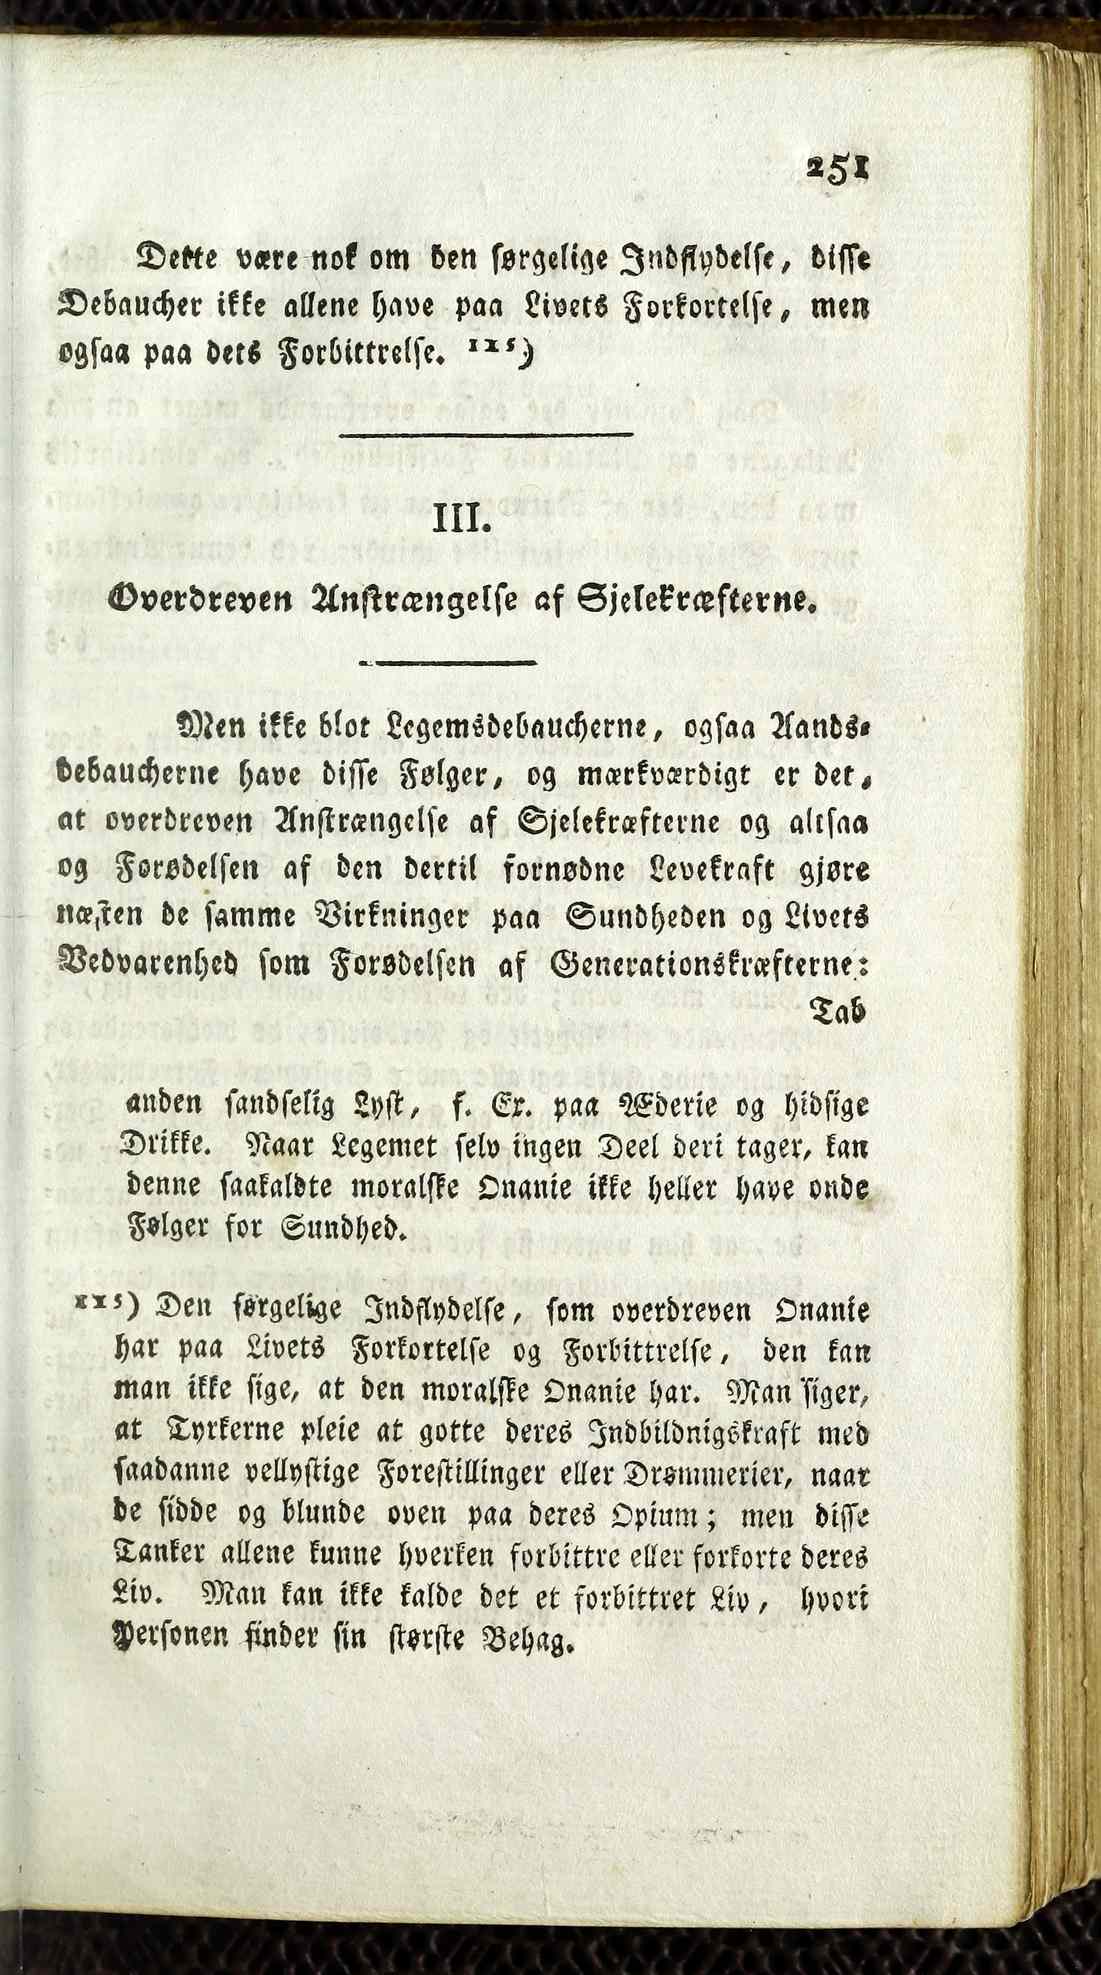 251
Dette være nok om den sørgelige Indflydelse, disse
Debaucher ikke allene have paa Livets Forkortelse, men
ogsaa paa dets Forbittrelse. 115)
III.
Overdreven Anstrængelse af Sjelekræfterne.
Men ikke blot Legemsdebaucherne, ogsaa Aands-
debaucherne have disse Følger, og mærkværdigt er det,
at overdreven Anstrængelse af Sjelekræfterne og altsaa
og Forødelsen af den dertil fornødne Levekraft gjøre
næsten de samme Virkninger paa Sundheden og Livets
Vedvarenhed som Forødelsen af Generationskræfterne:
Tab
anden sandselig Lyst, f. Ex. paa Æderie og hidsige
Drikke. Naar Legemet selv ingen Deel deri tager, kan
denne saakaldte moralske Onanie ikke heller have onde
Følger for Sundhed.
115) Den sørgelige Indflydelse, som overdreven Onanie
har paa Livets Forkortelse og Forbittrelse, den kan
man ikke sige, at den moralske Onanie har. Man siger,
at Tyrkerne pleie at gotte deres Indbildnigskraft med
saadanne vellystige Forestillinger eller Drømmerier, naar
de sidde og blunde oven paa deres Opium; men disse
Tanker allene kunne hverken forbittre eller forkorte deres
Liv. Man kan ikke kalde det et forbittret Liv, hvori
Personen finder sin største Behag.